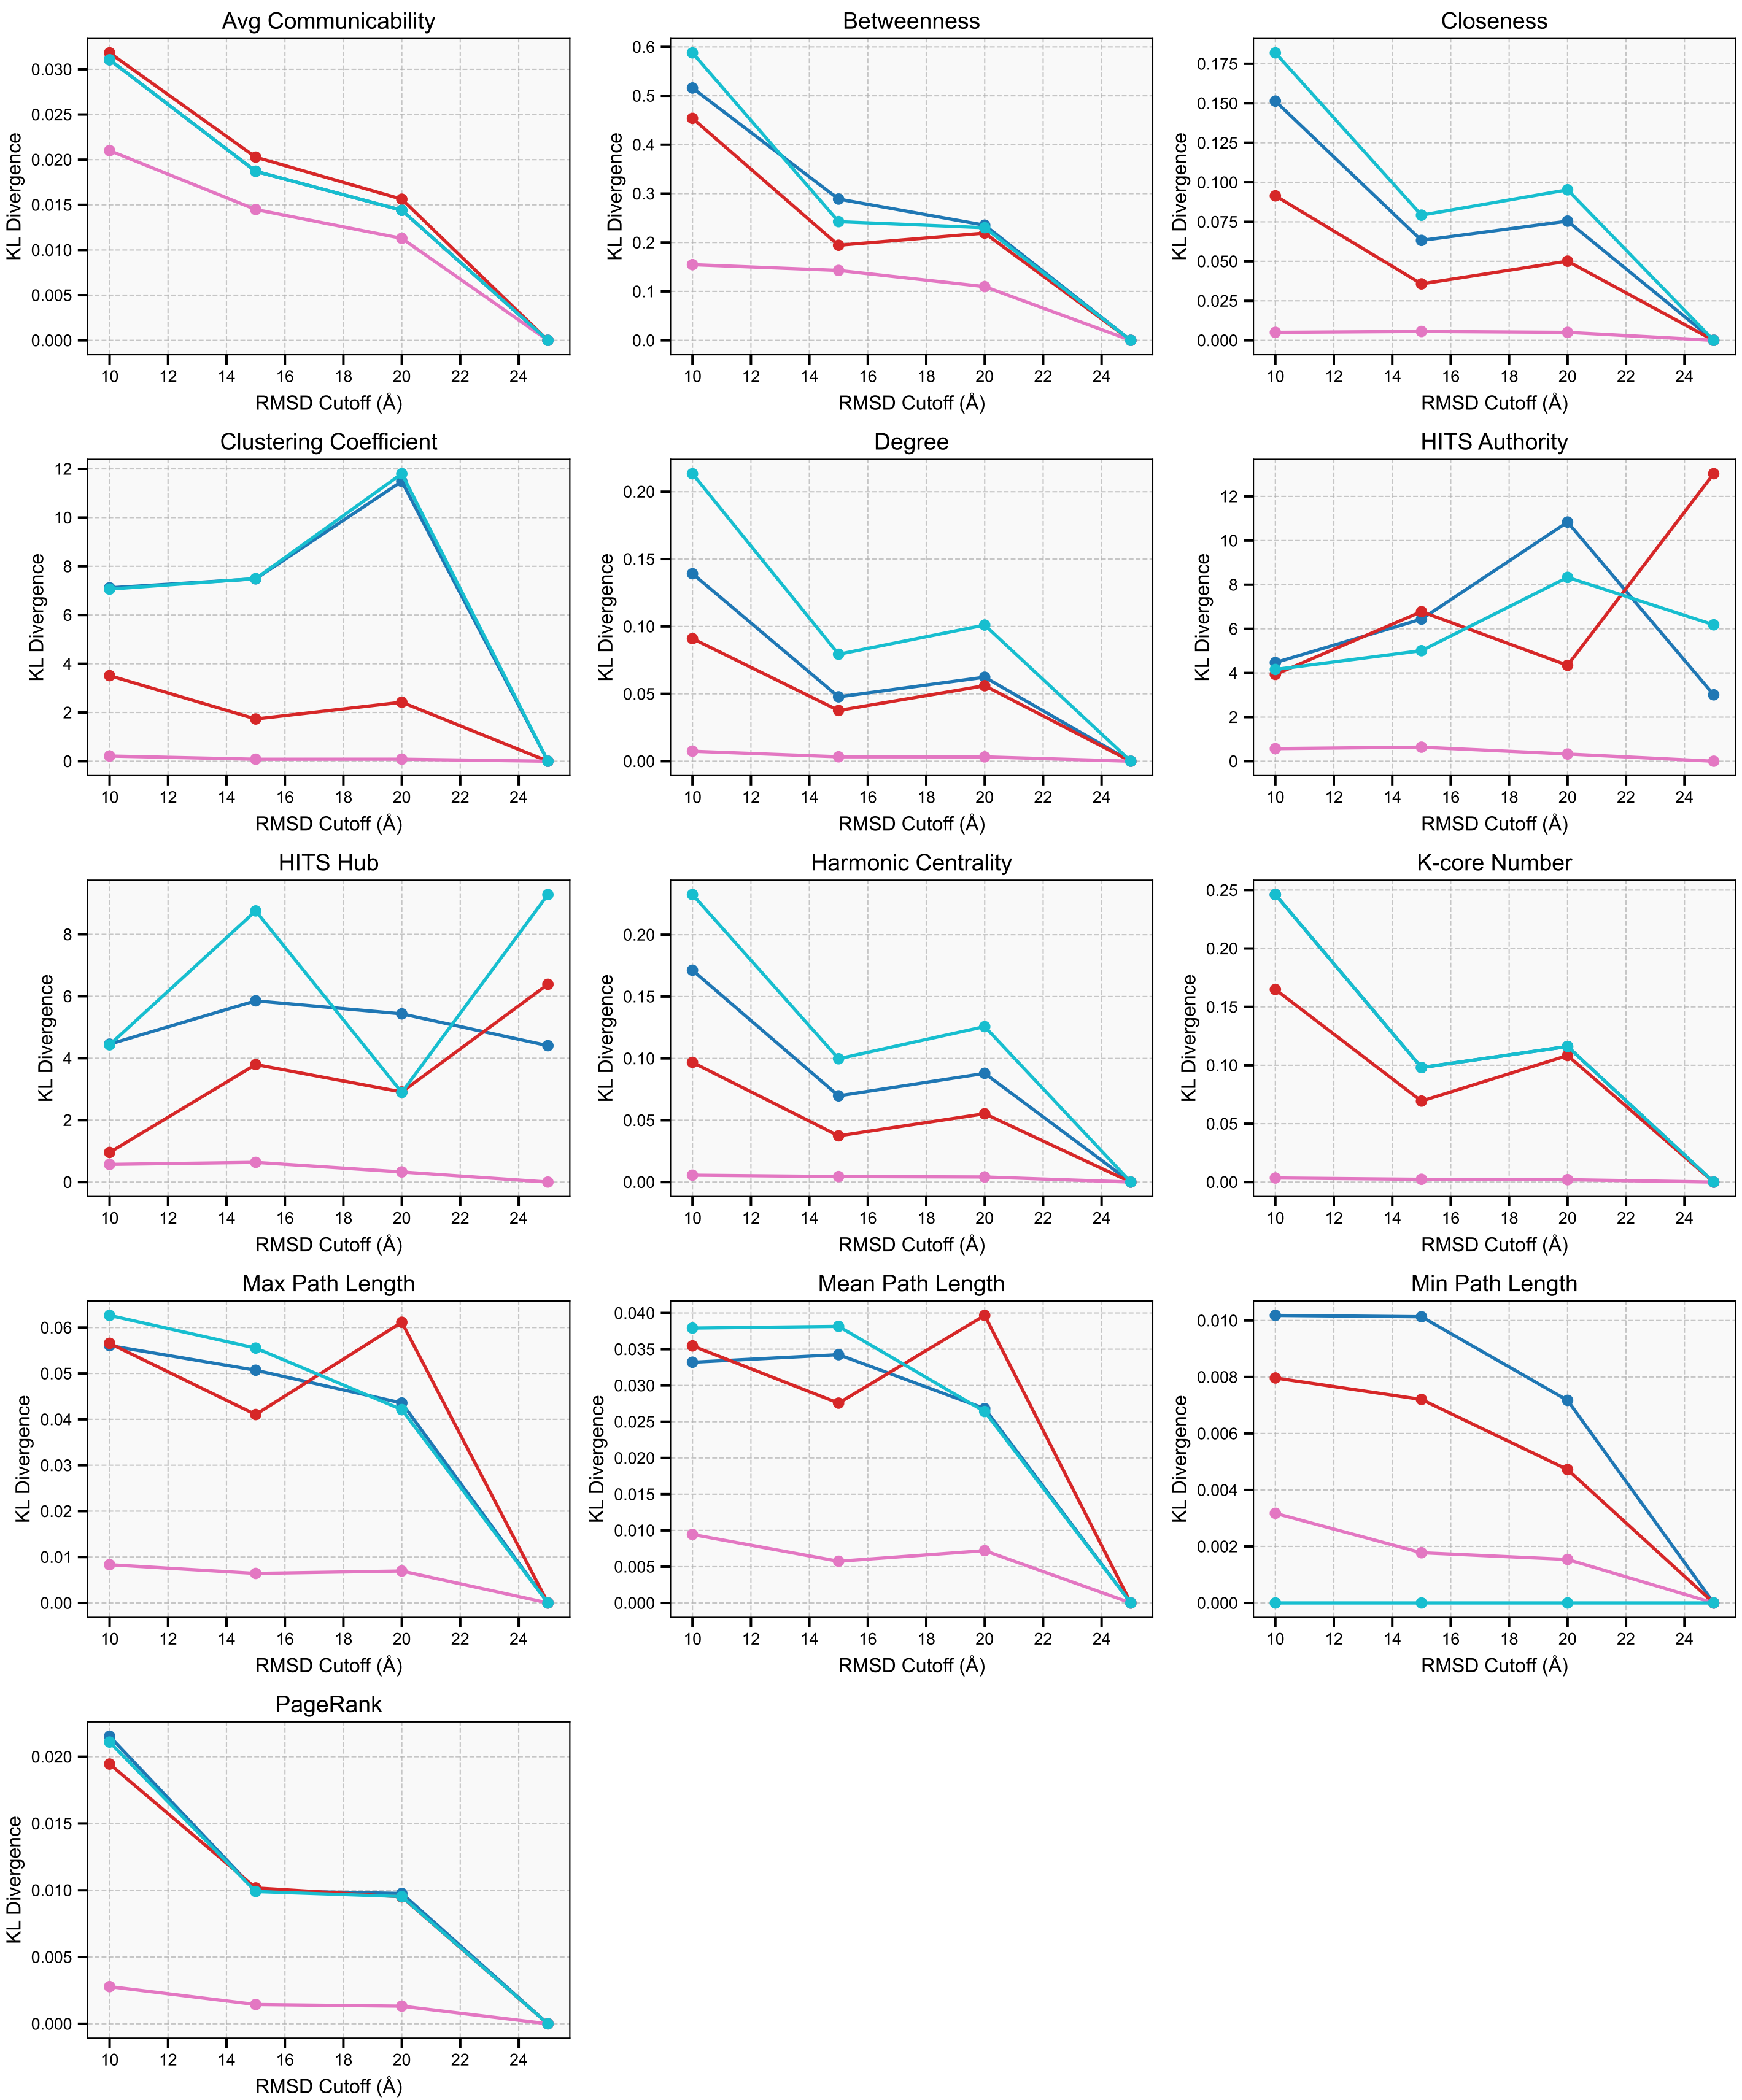 Avg Communicability
KL Divergence
0.030
0.025
0.020
0.015
0.010
0.005
0.000
10 12 14 16 18 20 22 24
RMSD Cutoff (Å)
Betweenness
KL Divergence
0.6
0.5
0.4
0.3
0.2
0.1
0.0
10 12 14 16 18 20 22 24
RMSD Cutoff (Å)
Closeness
KL Divergence
0.175
0.150
0.125
0.100
0.075
0.050
0.025
0.000
10 12 14 16 18 20 22 24
RMSD Cutoff (Å)
Clustering Coefficient
KL Divergence
12
10
8
6
4
2
0
10 12 14 16 18 20 22 24
RMSD Cutoff (Å)
Degree
KL Divergence
0.20
0.15
0.10
0.05
0.00
10 12 14 16 18 20 22 24
RMSD Cutoff (Å)
HITS Authority
KL Divergence
12
10
8
6
4
2
0
10 12 14 16 18 20 22 24
RMSD Cutoff (Å)
HITS Hub
KL Divergence
8
6
4
2
0
10 12 14 16 18 20 22 24
RMSD Cutoff (Å)
Harmonic Centrality
KL Divergence
0.20
0.15
0.10
0.05
0.00
10 12 14 16 18 20 22 24
RMSD Cutoff (Å)
K-core Number
KL Divergence
0.25
0.20
0.15
0.10
0.05
0.00
10 12 14 16 18 20 22 24
RMSD Cutoff (Å)
Max Path Length
KL Divergence
0.06
0.05
0.04
0.03
0.02
0.01
0.00
10 12 14 16 18 20 22 24
RMSD Cutoff (Å)
Mean Path Length
KL Divergence
0.040
0.035
0.030
0.025
0.020
0.015
0.010
0.005
0.000
10 12 14 16 18 20 22 24
RMSD Cutoff (Å)
Min Path Length
KL Divergence
0.010
0.008
0.006
0.004
0.002
0.000
10 12 14 16 18 20 22 24
RMSD Cutoff (Å)
PageRank
KL Divergence
0.020
0.015
0.010
0.005
0.000
10 12 14 16 18 20 22 24
RMSD Cutoff (Å)